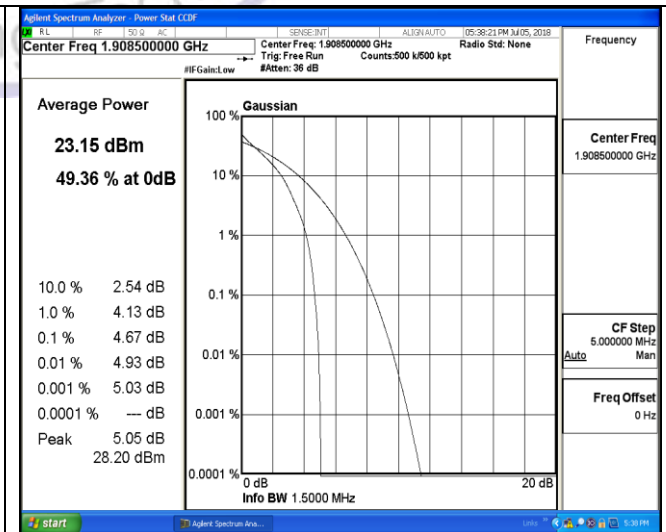 Agilent Spectrum Analyzer - Power Stat CCDF
RL RF 50 Ω AC SENSE:INT ALIGN AUTO 05:38:21 PM Jul 05, 2018
Center Freq 1.908500000 GHz
Center Freq: 1.908500000 GHz Radio Std: None
Trig: Free Run Counts:500 k/500 kpt
#IFGain:Low #Atten: 36 dB
Frequency
Average Power
23.15 dBm
49.36 % at 0dB
10.0 % 2.54 dB
1.0 % 4.13 dB
0.1 % 4.67 dB
0.01 % 4.93 dB
0.001 % 5.03 dB
0.0001 % --- dB
Peak 5.05 dB
28.20 dBm
Gaussian
100 %
10 %
1 %
0.1 %
0.01 %
0.001 %
0.0001 %
0 dB 20 dB
Info BW 1.5000 MHz
Center Freq
1.908500000 GHz
CF Step
5.000000 MHz
Auto Man
Freq Offset
0 Hz
start Agilent Spectrum Ana... Links » 5:38 PM